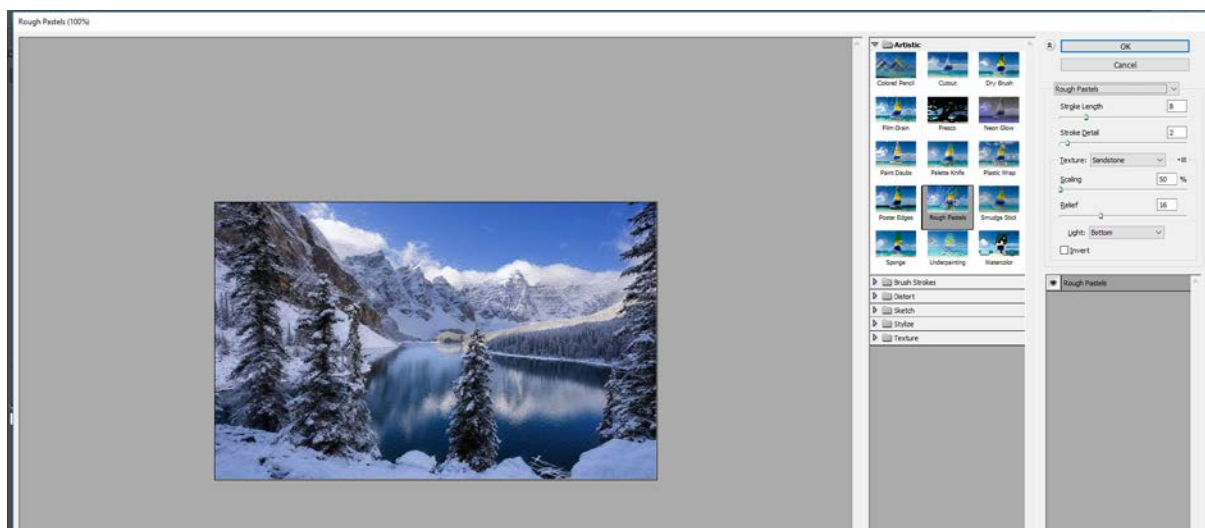 Rough Pastels (100%)
Artistic
Colored Pencil Cutout Dry Brush
Film Grain Fresco Neon Glow
Paint Daubs Palette Knife Plastic Wrap
Poster Edges Rough Pastels Smudge Stick
Sponge Underpainting Watercolor
Brush Strokes
Distort
Sketch
Stylize
Texture
OK
Cancel
Rough Pastels
Stroke Length 8
Stroke Detail 2
Texture: Sandstone
Scaling 50 %
Relief 16
Light: Bottom
Invert
Rough Pastels